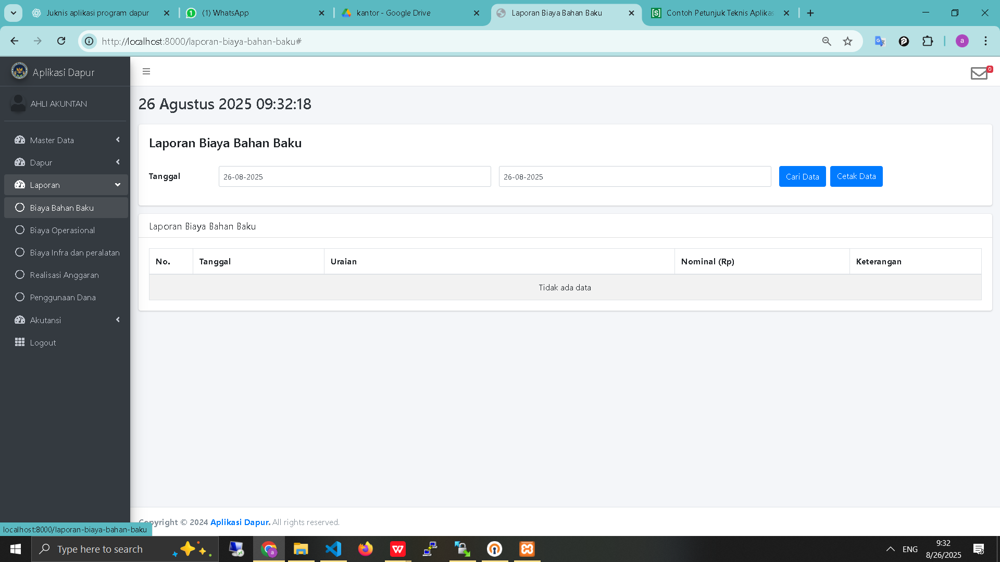 Juknis aplikasi program dapur
(1) WhatsApp
kantor - Google Drive
Laporan Biaya Bahan Baku
Contoh Petunjuk Teknis Aplikas
http://localhost:8000/laporan-biaya-bahan-baku#
a
Aplikasi Dapur
0
AHLI AKUNTAN
26 Agustus 2025 09:32:18
Master Data
Dapur
Laporan
Biaya Bahan Baku
Biaya Operasional
Biaya Infra dan peralatan
Realisasi Anggaran
Penggunaan Dana
Akutansi
Logout
Laporan Biaya Bahan Baku
Tanggal 26-08-2025 26-08-2025 Cari Data Cetak Data
Laporan Biaya Bahan Baku
No. Tanggal Uraian Nominal (Rp) Keterangan
Tidak ada data
Copyright © 2024 Aplikasi Dapur. All rights reserved.
localhost:8000/laporan-biaya-bahan-baku
Type here to search
ENG
9:32
8/26/2025